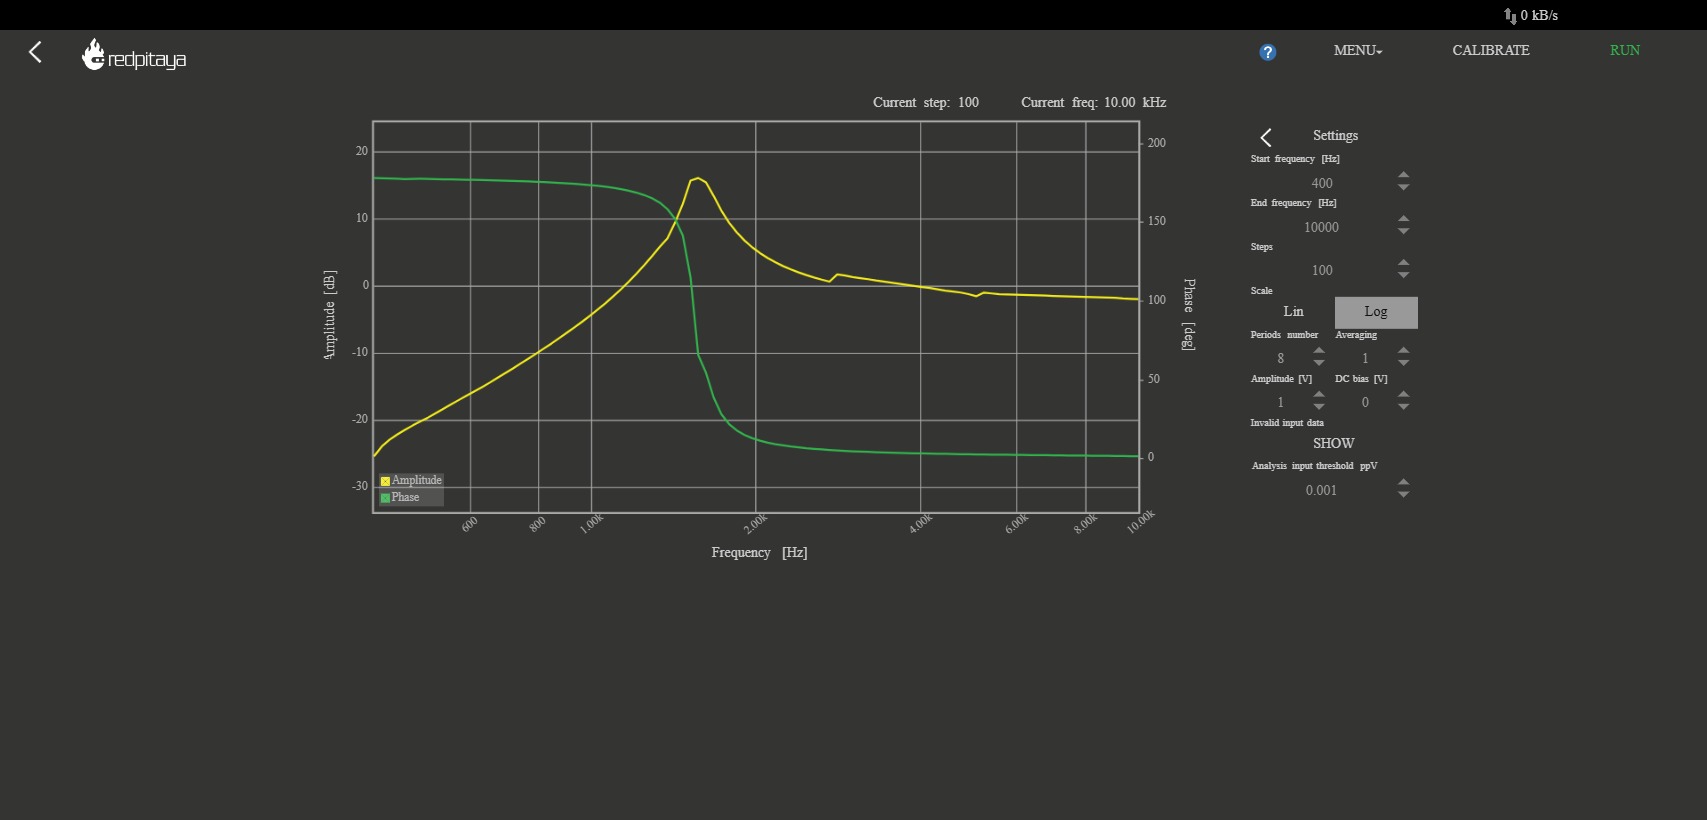 0 kB/s
redpitaya
?
MENU
CALIBRATE
RUN
Current step: 100
Current freq: 10.00 kHz
20
10
0
-10
-20
-30
Amplitude [dB]
200
150
100
50
0
Phase [deg]
Amplitude
Phase
600
800
1.00k
2.00k
4.00k
6.00k
8.00k
10.00k
Frequency [Hz]
Settings
Start frequency [Hz]
400
End frequency [Hz]
10000
Steps
100
Scale
Lin Log
Periods number Averaging
8 1
Amplitude [V] DC bias [V]
1 0
Invalid input data
SHOW
Analysis input threshold ppV
0.001